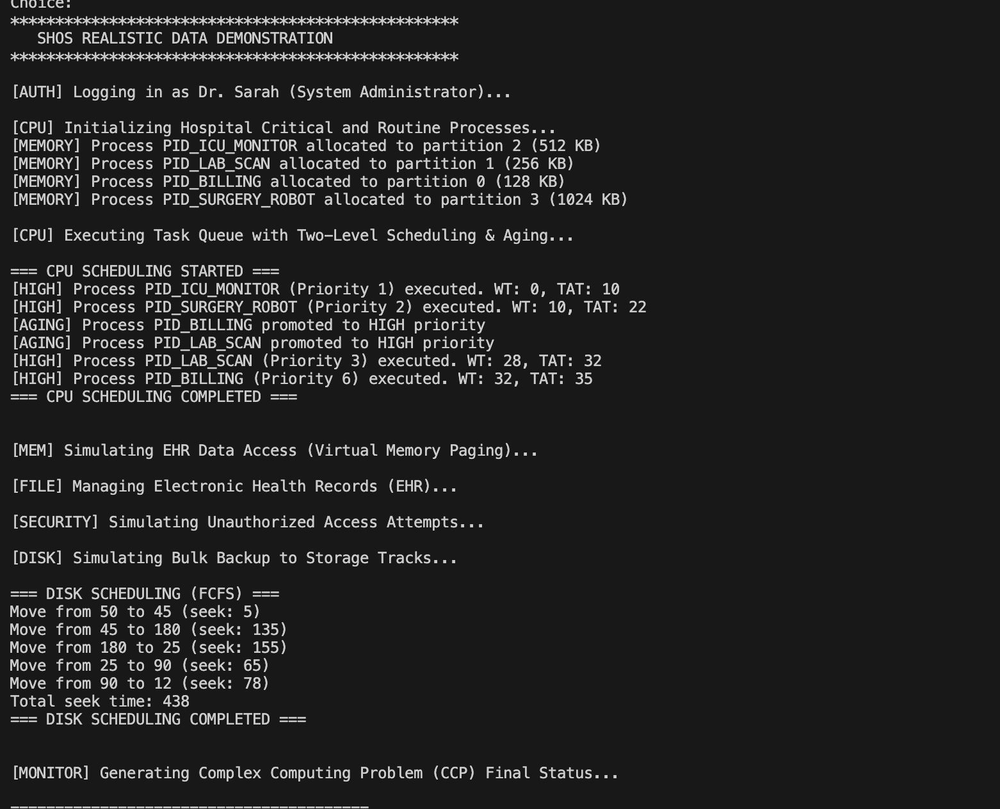 Choice:
**************************************************
   SHOS REALISTIC DATA DEMONSTRATION
**************************************************
[AUTH] Logging in as Dr. Sarah (System Administrator)...
[CPU] Initializing Hospital Critical and Routine Processes...
[MEMORY] Process PID_ICU_MONITOR allocated to partition 2 (512 KB)
[MEMORY] Process PID_LAB_SCAN allocated to partition 1 (256 KB)
[MEMORY] Process PID_BILLING allocated to partition 0 (128 KB)
[MEMORY] Process PID_SURGERY_ROBOT allocated to partition 3 (1024 KB)
[CPU] Executing Task Queue with Two-Level Scheduling & Aging...
=== CPU SCHEDULING STARTED ===
[HIGH] Process PID_ICU_MONITOR (Priority 1) executed. WT: 0, TAT: 10
[HIGH] Process PID_SURGERY_ROBOT (Priority 2) executed. WT: 10, TAT: 22
[AGING] Process PID_BILLING promoted to HIGH priority
[AGING] Process PID_LAB_SCAN promoted to HIGH priority
[HIGH] Process PID_LAB_SCAN (Priority 3) executed. WT: 28, TAT: 32
[HIGH] Process PID_BILLING (Priority 6) executed. WT: 32, TAT: 35
=== CPU SCHEDULING COMPLETED ===
[MEM] Simulating EHR Data Access (Virtual Memory Paging)...
[FILE] Managing Electronic Health Records (EHR)...
[SECURITY] Simulating Unauthorized Access Attempts...
[DISK] Simulating Bulk Backup to Storage Tracks...
=== DISK SCHEDULING (FCFS) ===
Move from 50 to 45 (seek: 5)
Move from 45 to 180 (seek: 135)
Move from 180 to 25 (seek: 155)
Move from 25 to 90 (seek: 65)
Move from 90 to 12 (seek: 78)
Total seek time: 438
=== DISK SCHEDULING COMPLETED ===
[MONITOR] Generating Complex Computing Problem (CCP) Final Status...
========================================